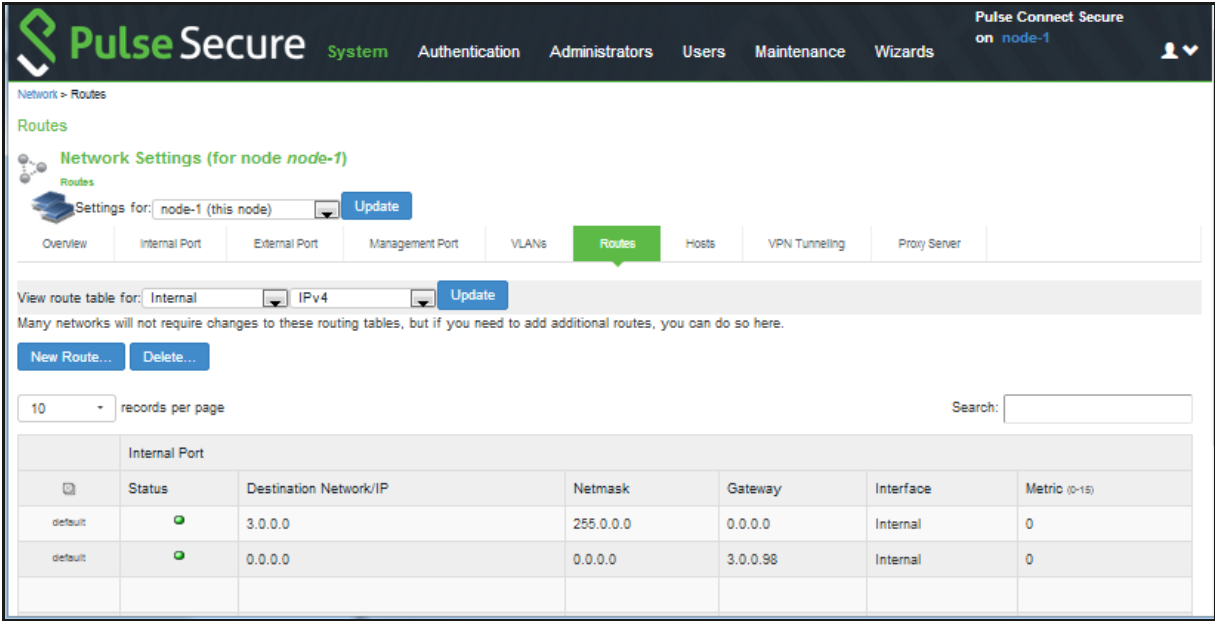 Pulse Secure System Authentication Administrators Users Maintenance Wizards
Pulse Connect Secure
on node-1
Network > Routes
Routes
Network Settings (for node node-1)
Routes
Settings for: node-1 (this node) Update
Overview Internal Port External Port Management Port VLANs Routes Hosts VPN Tunneling Proxy Server
View route table for: Internal IPv4 Update
Many networks will not require changes to these routing tables, but if you need to add additional routes, you can do so here.
New Route... Delete...
10 records per page Search:
Internal Port
Status Destination Network/IP Netmask Gateway Interface Metric (0-15)
default 3.0.0.0 255.0.0.0 0.0.0.0 Internal 0
default 0.0.0.0 0.0.0.0 3.0.0.98 Internal 0